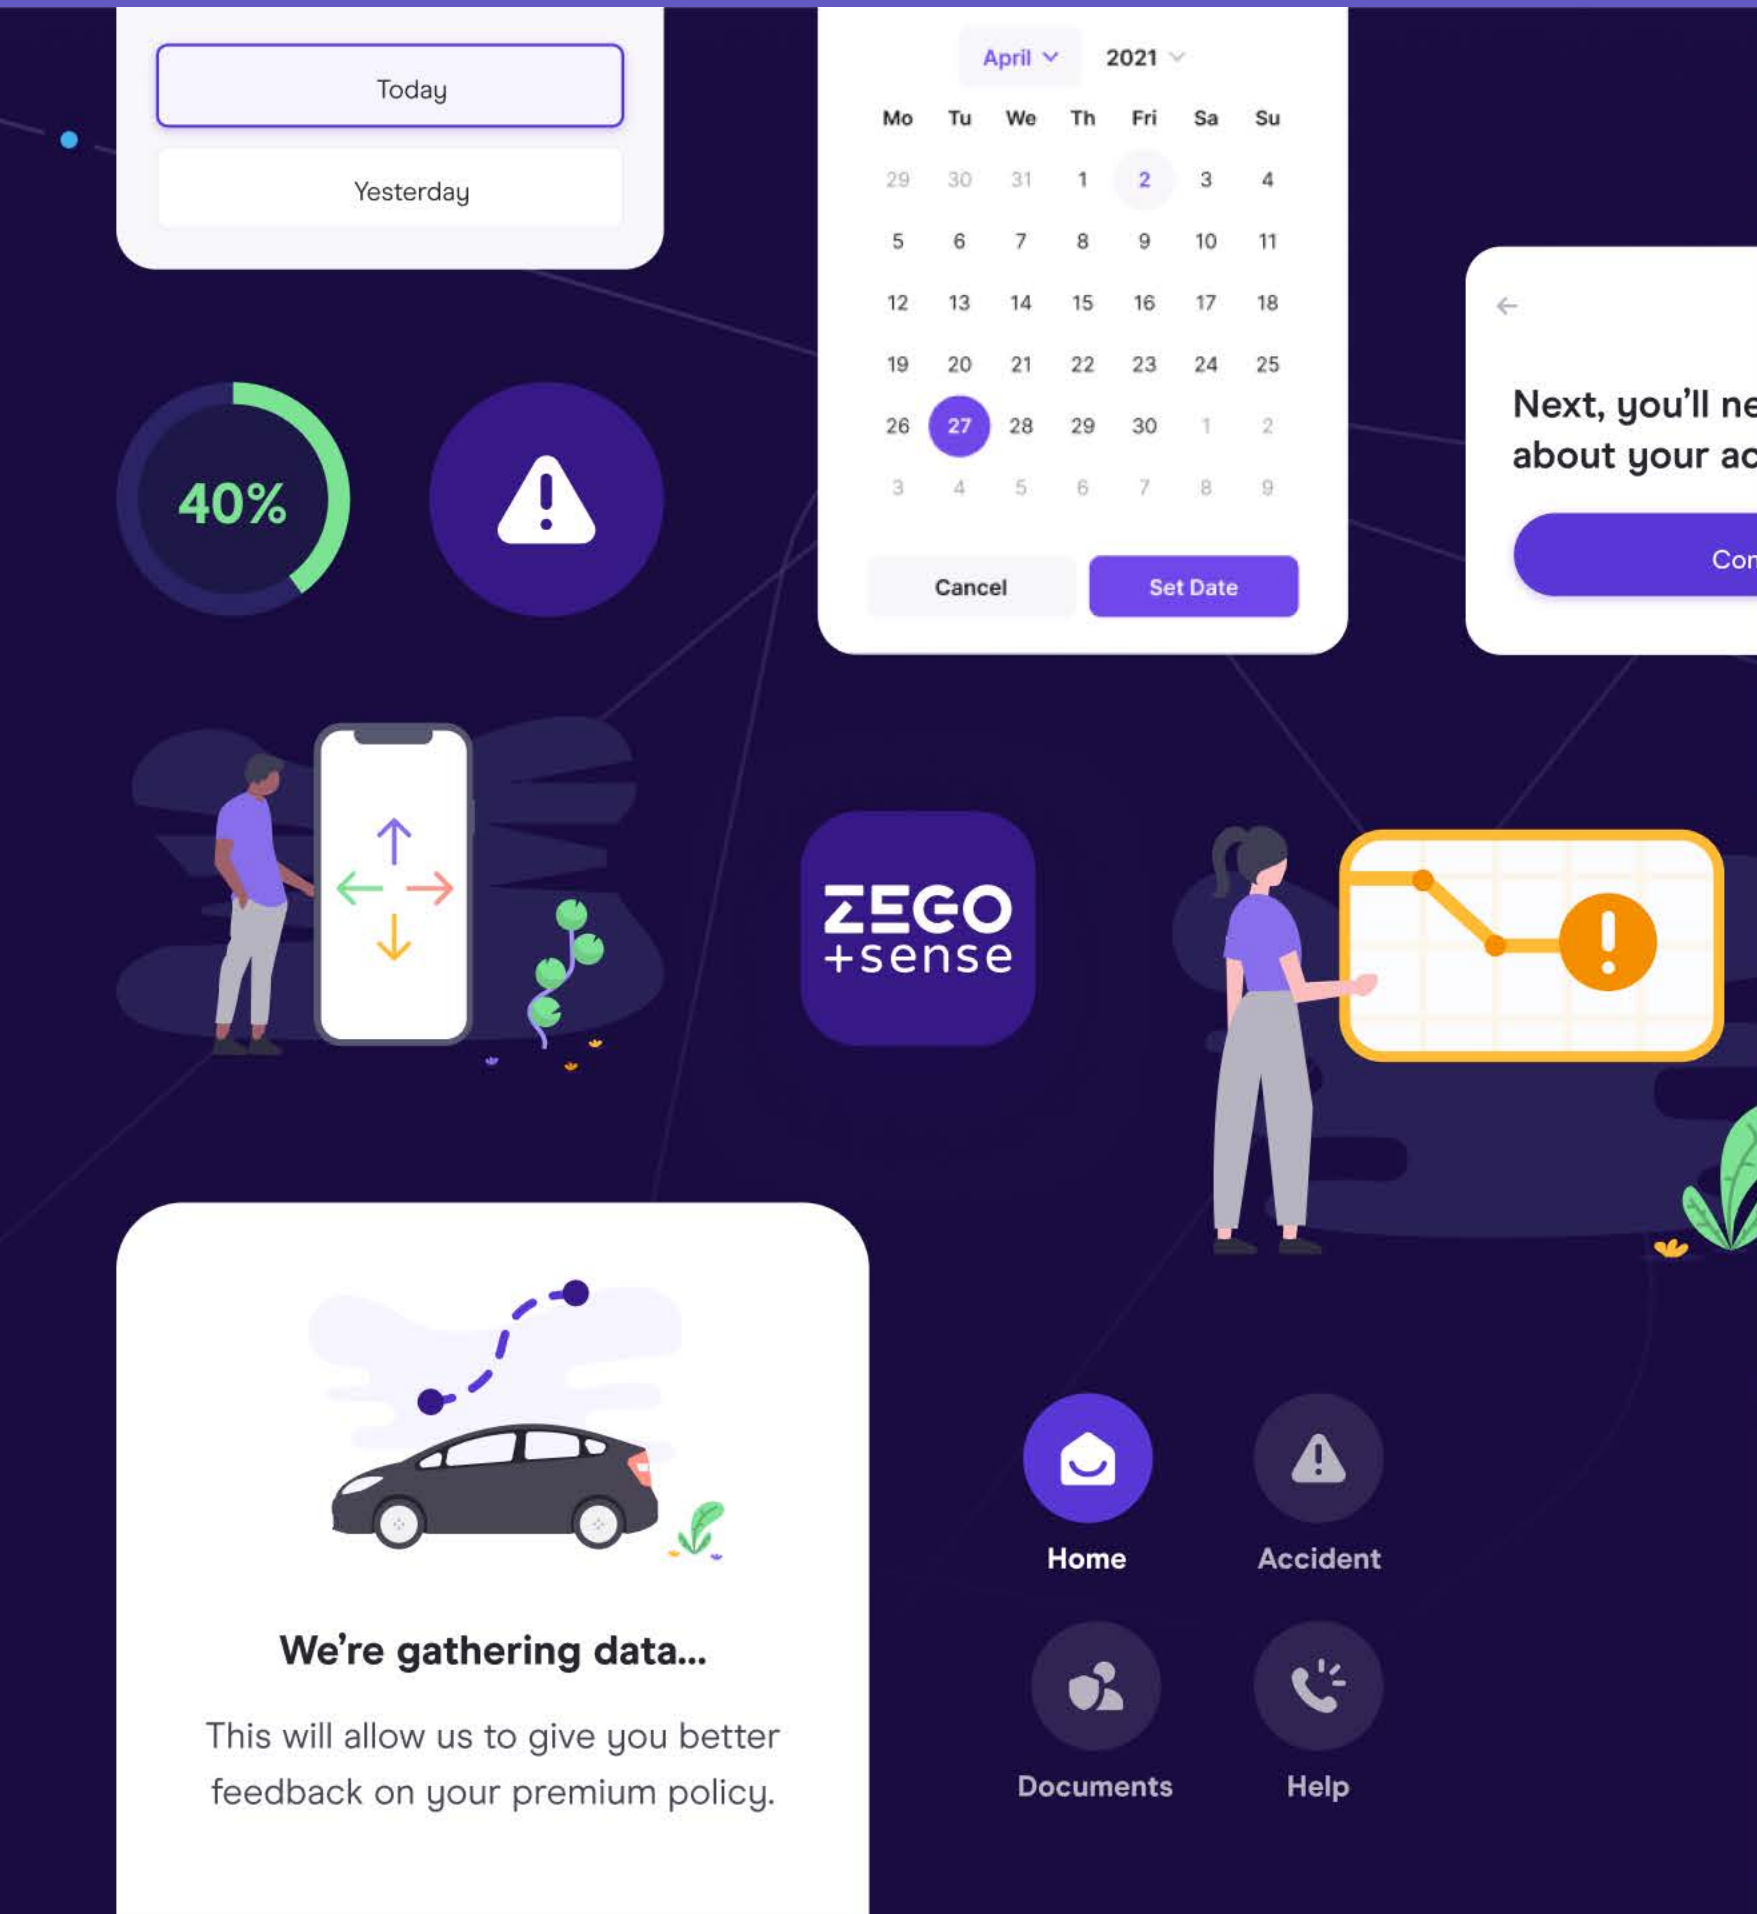 Today
Yesterday
April 2021
Mo Tu We Th Fri Sa Su
29 30 31 1 2 3 4
5 6 7 8 9 10 11
12 13 14 15 16 17 18
19 20 21 22 23 24 25
26 27 28 29 30 1 2
3 4 5 6 7 8 9
Cancel Set Date
Next, you'll
about your
40%
ZEGO
+sense
We're gathering data...
This will allow us to give you better
feedback on your premium policy.
Home Accident
Documents Help